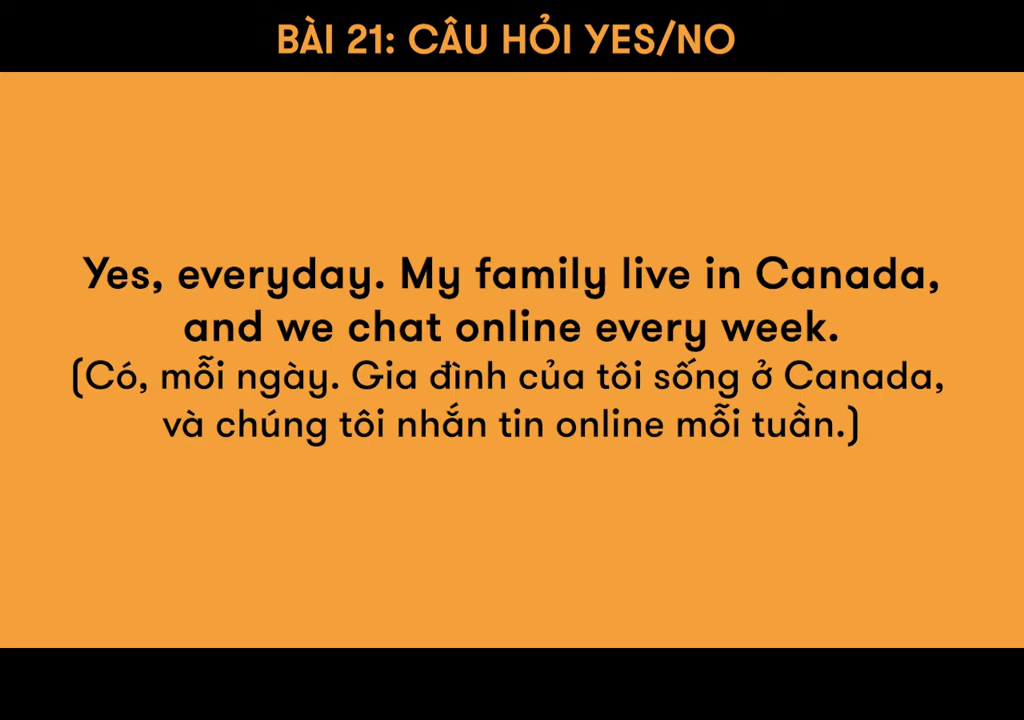 BÀI 21: CÂU HỎI YES/NO
Yes, everyday. My family live in Canada,
and we chat online every week.
(Có, mỗi ngày. Gia đình của tôi sống ở Canada,
và chúng tôi nhắn tin online mỗi tuần.)